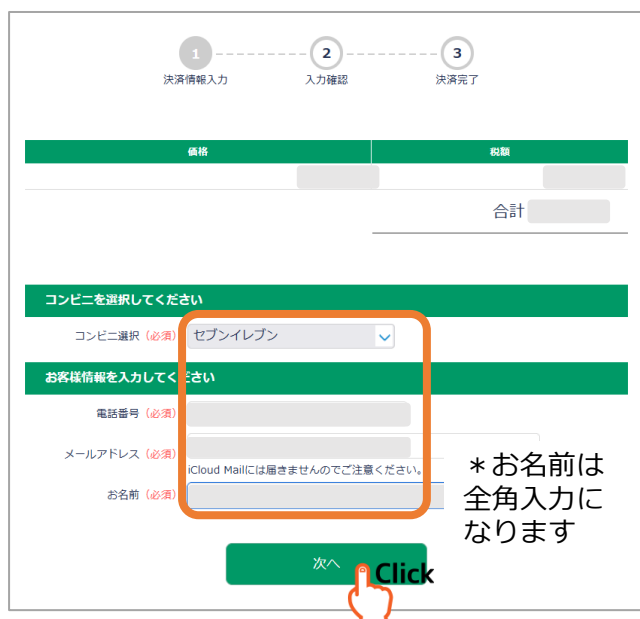 1 2 3
決済情報入力 入力確認 決済完了
価格 税額
合計
コンビニを選択してください
コンビニ選択 (必須) セブンイレブン
お客様情報を入力してください
電話番号 (必須)
メールアドレス (必須)
iCloud Mailには届きませんのでご注意ください。
お名前 (必須)
＊お名前は
全角入力に
なります
次へ Click